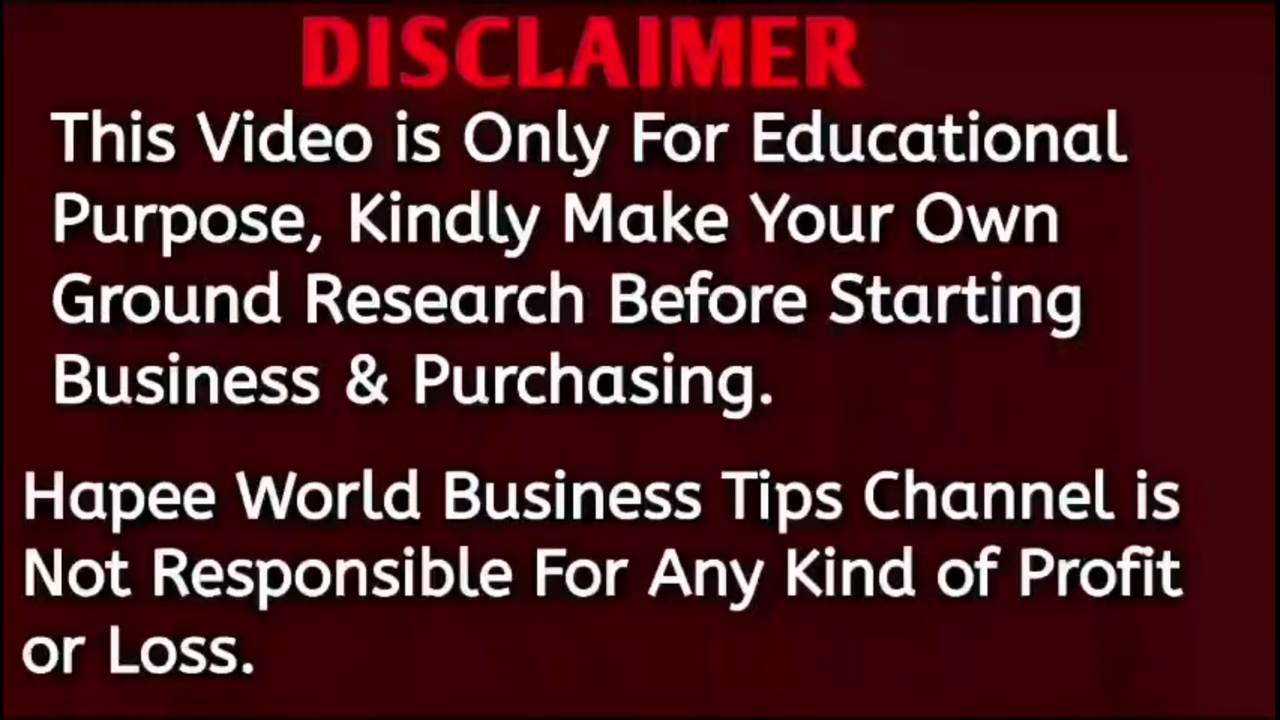 DISCLAIMER
This Video is Only For Educational
Purpose, Kindly Make Your Own
Ground Research Before Starting
Business & Purchasing.
Hapee World Business Tips Channel is
Not Responsible For Any Kind of Profit
or Loss.